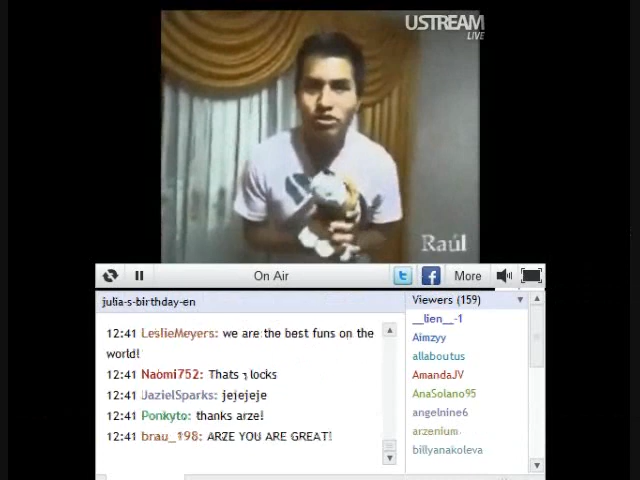 USTREAM
LIVE
Raúl
On Air
More
julia-s-birthday-en
Viewers (159)
12:41 LeslieMeyers: we are the best funs on the
world!
12:41 Naomi752: Thats
12:41 JazielSparks: jejejeje
12:41 Ponkyto: thanks arze!
12:41 brau_198: ARZE YOU ARE GREAT!
__lien__-1
Aimzyy
allaboutus
AmandaJV
AnaSolano95
angelnine6
arzenium
billyanakoleva